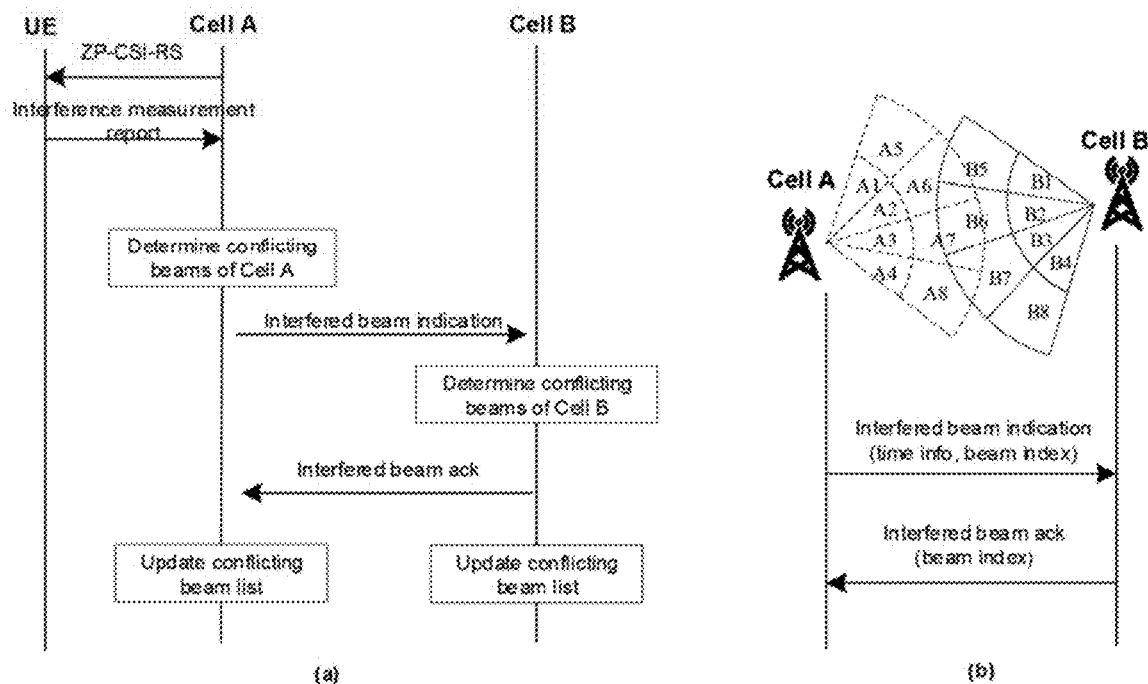 UE
Cell A
Cell B
ZP-CSI-RS
Interference measurement
report
Determine conflicting
beams of Cell A
Interfered beam indication
Determine conflicting
beams of Cell B
Interfered beam ack
Update conflicting
beam list
Update conflicting
beam list
(a)
Cell A
Cell B
A5
A1
A6
A2
A3
A7
A4
A8
B5
B1
B2
B6
B3
B4
B7
B8
Interfered beam indication
(time info, beam index)
Interfered beam ack
(beam index)
(b)